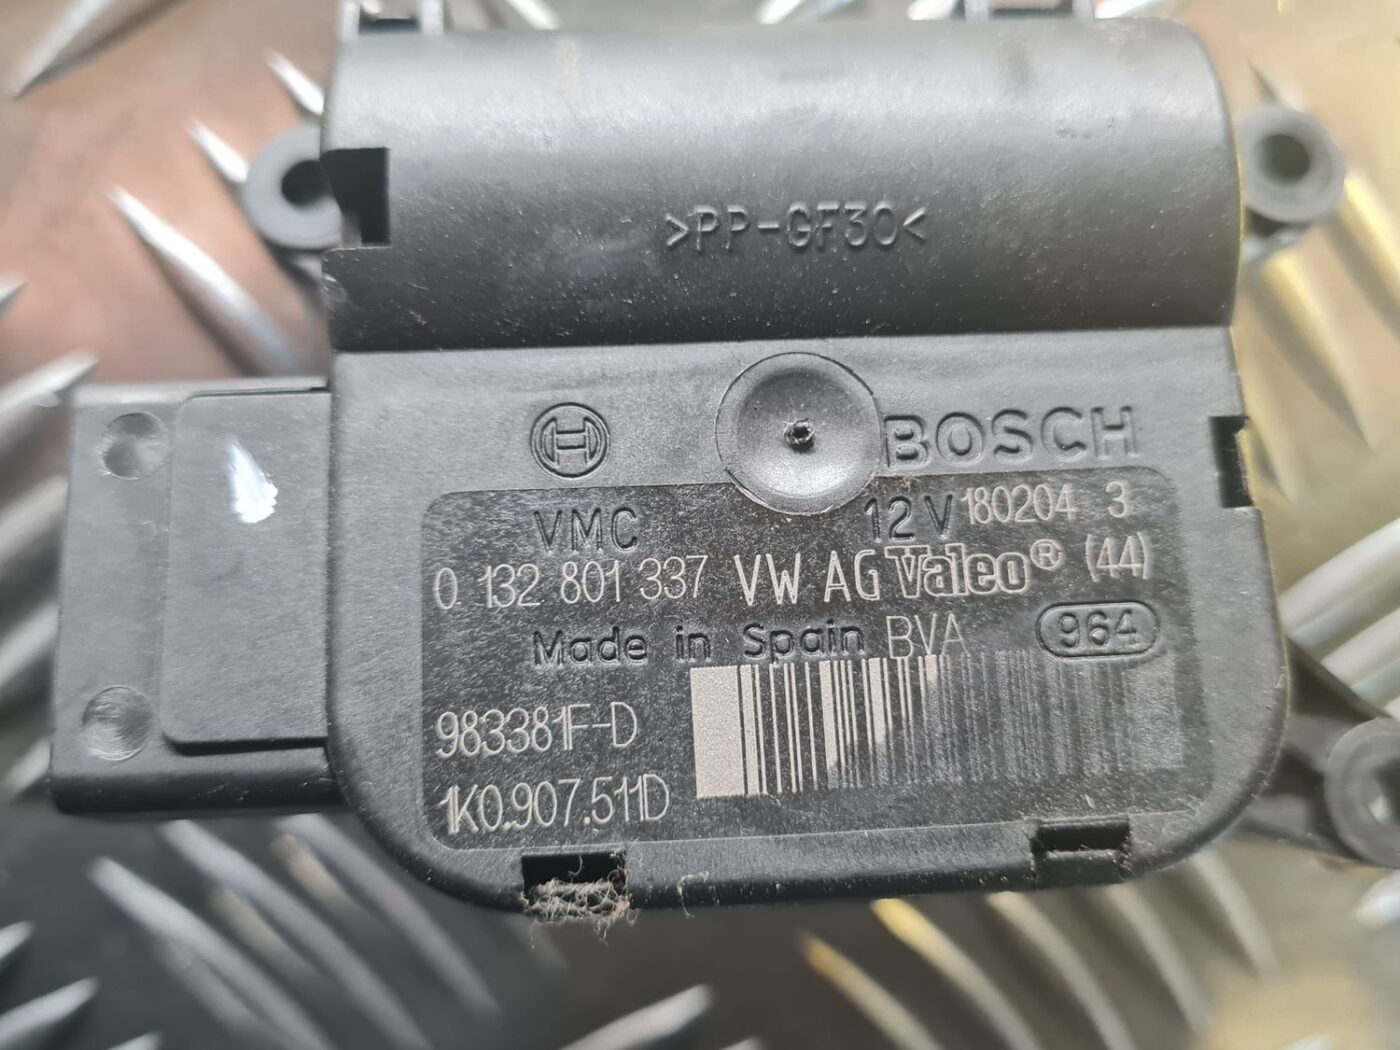 >PP-GF30<
BOSCH
VMC 12V 180204 3
0 132 801 337 VW AG Valeo® (44)
Made in Spain BVA 964
983381F-D
1K0.907.511D